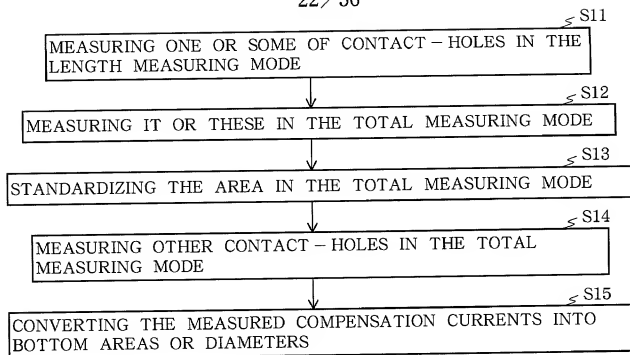 22/56
S11
MEASURING ONE OR SOME OF CONTACT-HOLES IN THE
LENGTH MEASURING MODE
S12
MEASURING IT OR THESE IN THE TOTAL MEASURING MODE
S13
STANDARDIZING THE AREA IN THE TOTAL MEASURING MODE
S14
MEASURING OTHER CONTACT-HOLES IN THE TOTAL
MEASURING MODE
S15
CONVERTING THE MEASURED COMPENSATION CURRENTS INTO
BOTTOM AREAS OR DIAMETERS